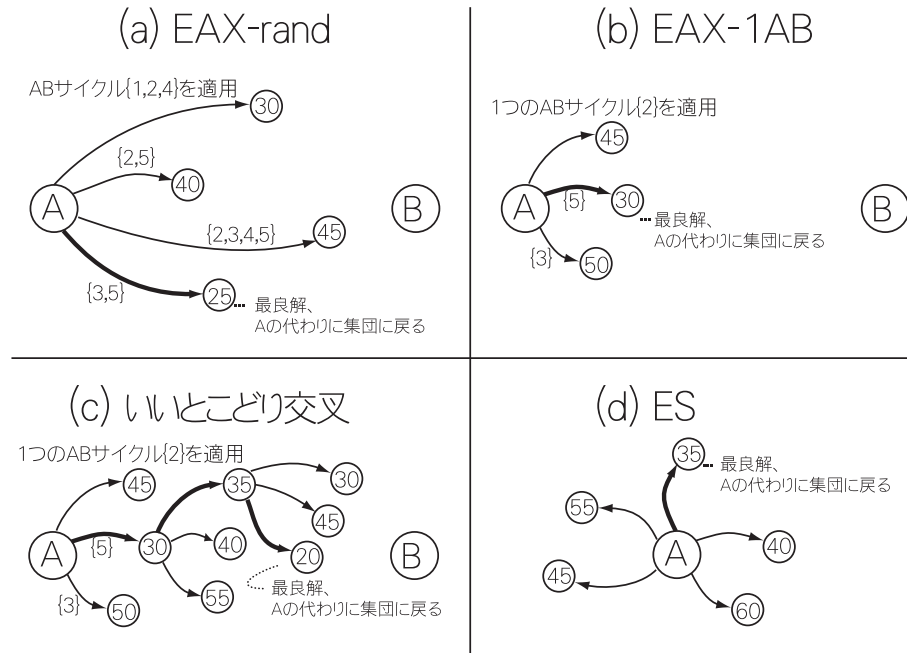 (a) EAX-rand
ABサイクル{1,2,4}を適用
30
{2,5}
40
A
B
{2,3,4,5}
45
{3,5}
25
最良解、
Aの代わりに集団に戻る
(b) EAX-1AB
1つのABサイクル{2}を適用
45
A
{5}
30
B
最良解、
Aの代わりに集団に戻る
{3}
50
(c) いいとこどり交叉
1つのABサイクル{2}を適用
45
35
30
45
A
{5}
30
40
20
B
{3}
50
55
最良解、
Aの代わりに集団に戻る
(d) ES
35
最良解、
Aの代わりに集団に戻る
55
A
40
45
60